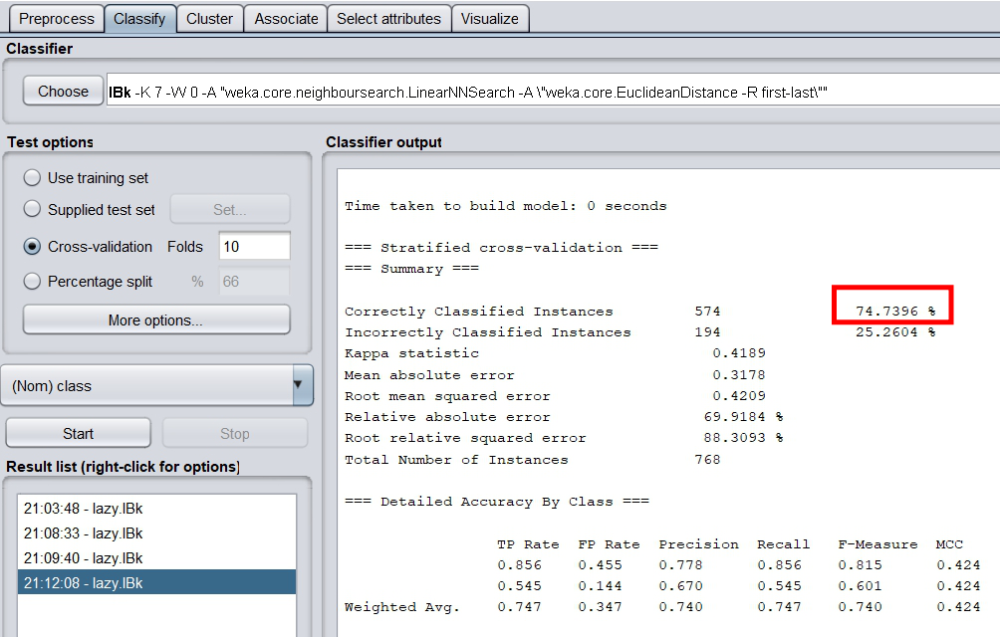 Preprocess Classify Cluster Associate Select attributes Visualize
Classifier
Choose IBk -K 7 -W 0 -A "weka.core.neighboursearch.LinearNNSearch -A \"weka.core.EuclideanDistance -R first-last\""
Test options
Use training set
Supplied test set Set...
Cross-validation Folds 10
Percentage split % 66
More options...
(Nom) class
Start Stop
Result list (right-click for options)
21:03:48 - lazy.IBk
21:08:33 - lazy.IBk
21:09:40 - lazy.IBk
21:12:08 - lazy.IBk
Classifier output
Time taken to build model: 0 seconds
=== Stratified cross-validation ===
=== Summary ===
Correctly Classified Instances 574 74.7396 %
Incorrectly Classified Instances 194 25.2604 %
Kappa statistic 0.4189
Mean absolute error 0.3178
Root mean squared error 0.4209
Relative absolute error 69.9184 %
Root relative squared error 88.3093 %
Total Number of Instances 768
=== Detailed Accuracy By Class ===
TP Rate FP Rate Precision Recall F-Measure MCC
0.856 0.455 0.778 0.856 0.815 0.424
0.545 0.144 0.670 0.545 0.601 0.424
Weighted Avg. 0.747 0.347 0.740 0.747 0.740 0.424